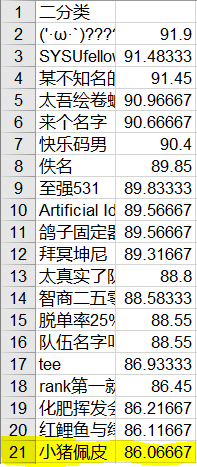 1 二分类
2 ('·ω·`)???? 91.9
3 SYSUfellow 91.48333
4 某不知名的 91.45
5 太吾绘卷 90.96667
6 来个名字 90.66667
7 快乐码男 90.4
8 佚名 89.85
9 至强531 89.83333
10 Artificial Id 89.56667
11 鸽子固定器 89.56667
12 拜冥坤尼 89.31667
13 太真实了队 88.8
14 智商二五零 88.58333
15 脱单率25% 88.55
16 队伍名字叫 88.55
17 tee 86.93333
18 rank第一就 86.45
19 化肥挥发会 86.21667
20 红鲤鱼与绿 86.11667
21 小猪佩皮 86.06667